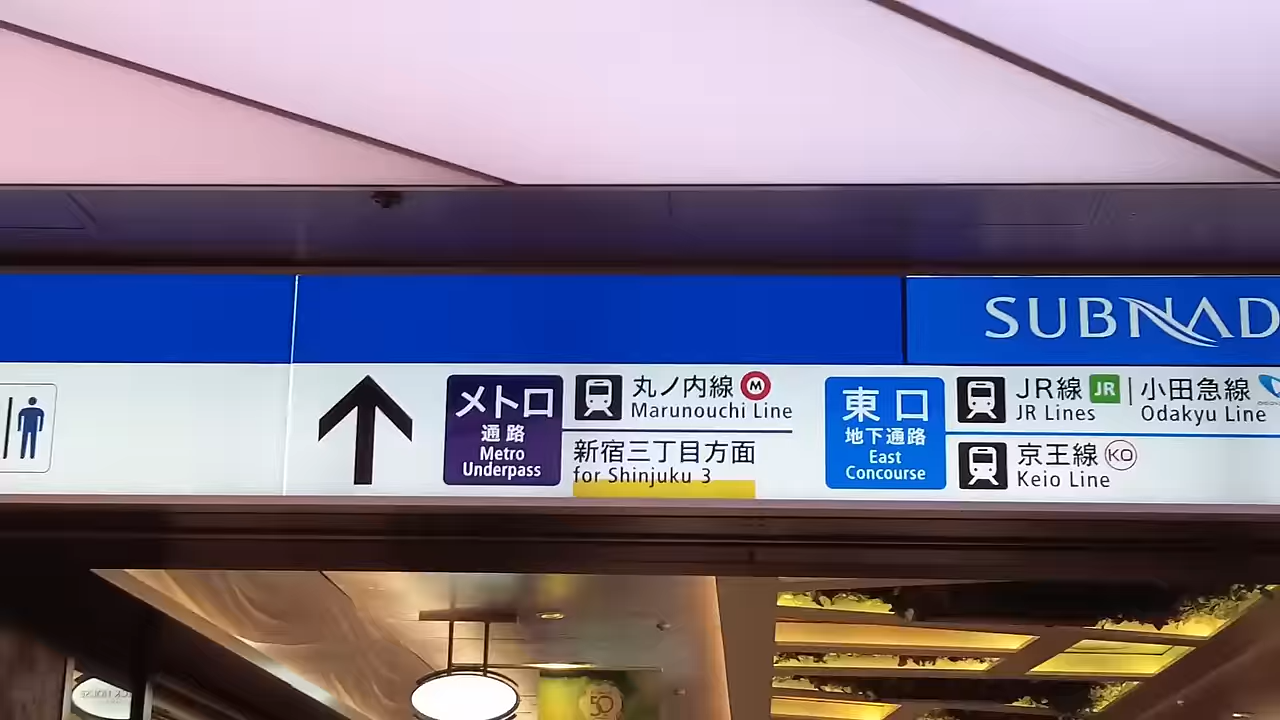 SUBNAD
メトロ
通路
Metro
Underpass
丸ノ内線 M
Marunouchi Line
新宿三丁目方面
for Shinjuku 3
東口
地下通路
East
Concourse
JR線 JR | 小田急線
JR Lines Odakyu Line
京王線 KO
Keio Line
50